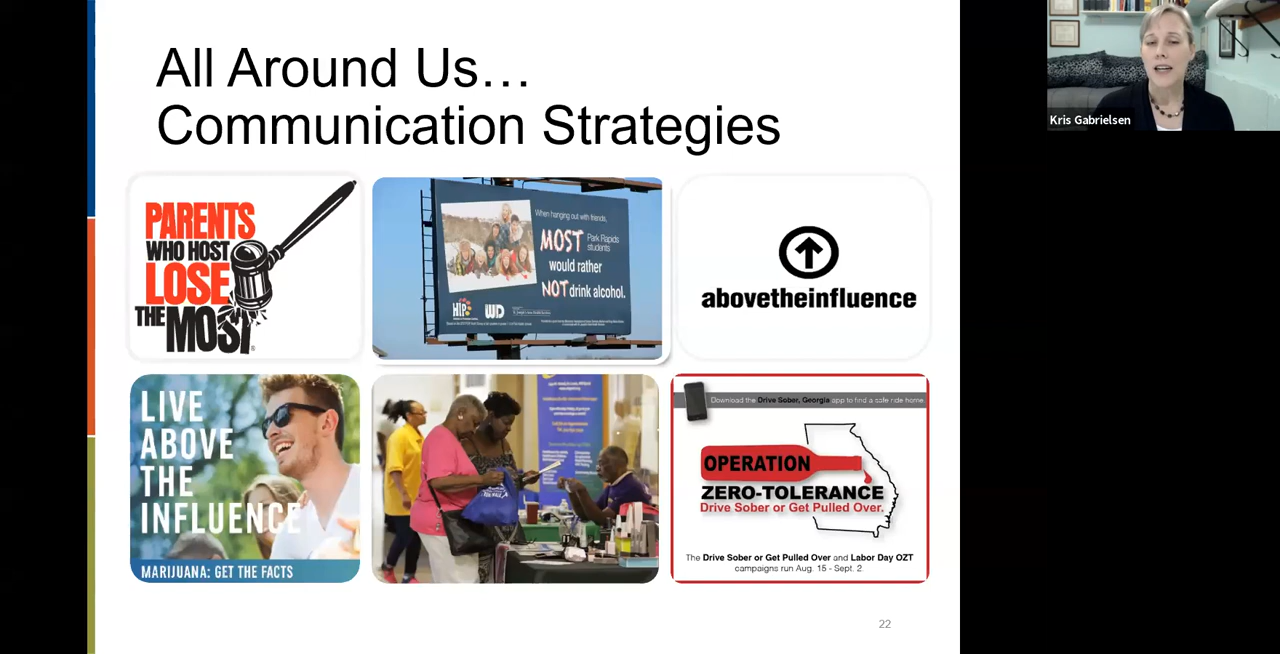 All Around Us…
Communication Strategies
Kris Gabrielsen
PARENTS
WHO HOST
LOSE
THE MOST
When hanging out with friends,
MOST Park Rapids
students
would rather
NOT drink alcohol.
HIP WD
abovetheinfluence
LIVE
ABOVE
THE
INFLUENCE
MARIJUANA: GET THE FACTS
Download the Drive Sober, Georgia app to find a safe ride home.
OPERATION
ZERO-TOLERANCE
Drive Sober or Get Pulled Over.
The Drive Sober or Get Pulled Over and Labor Day OZT
campaigns run Aug. 15 - Sept. 2
22